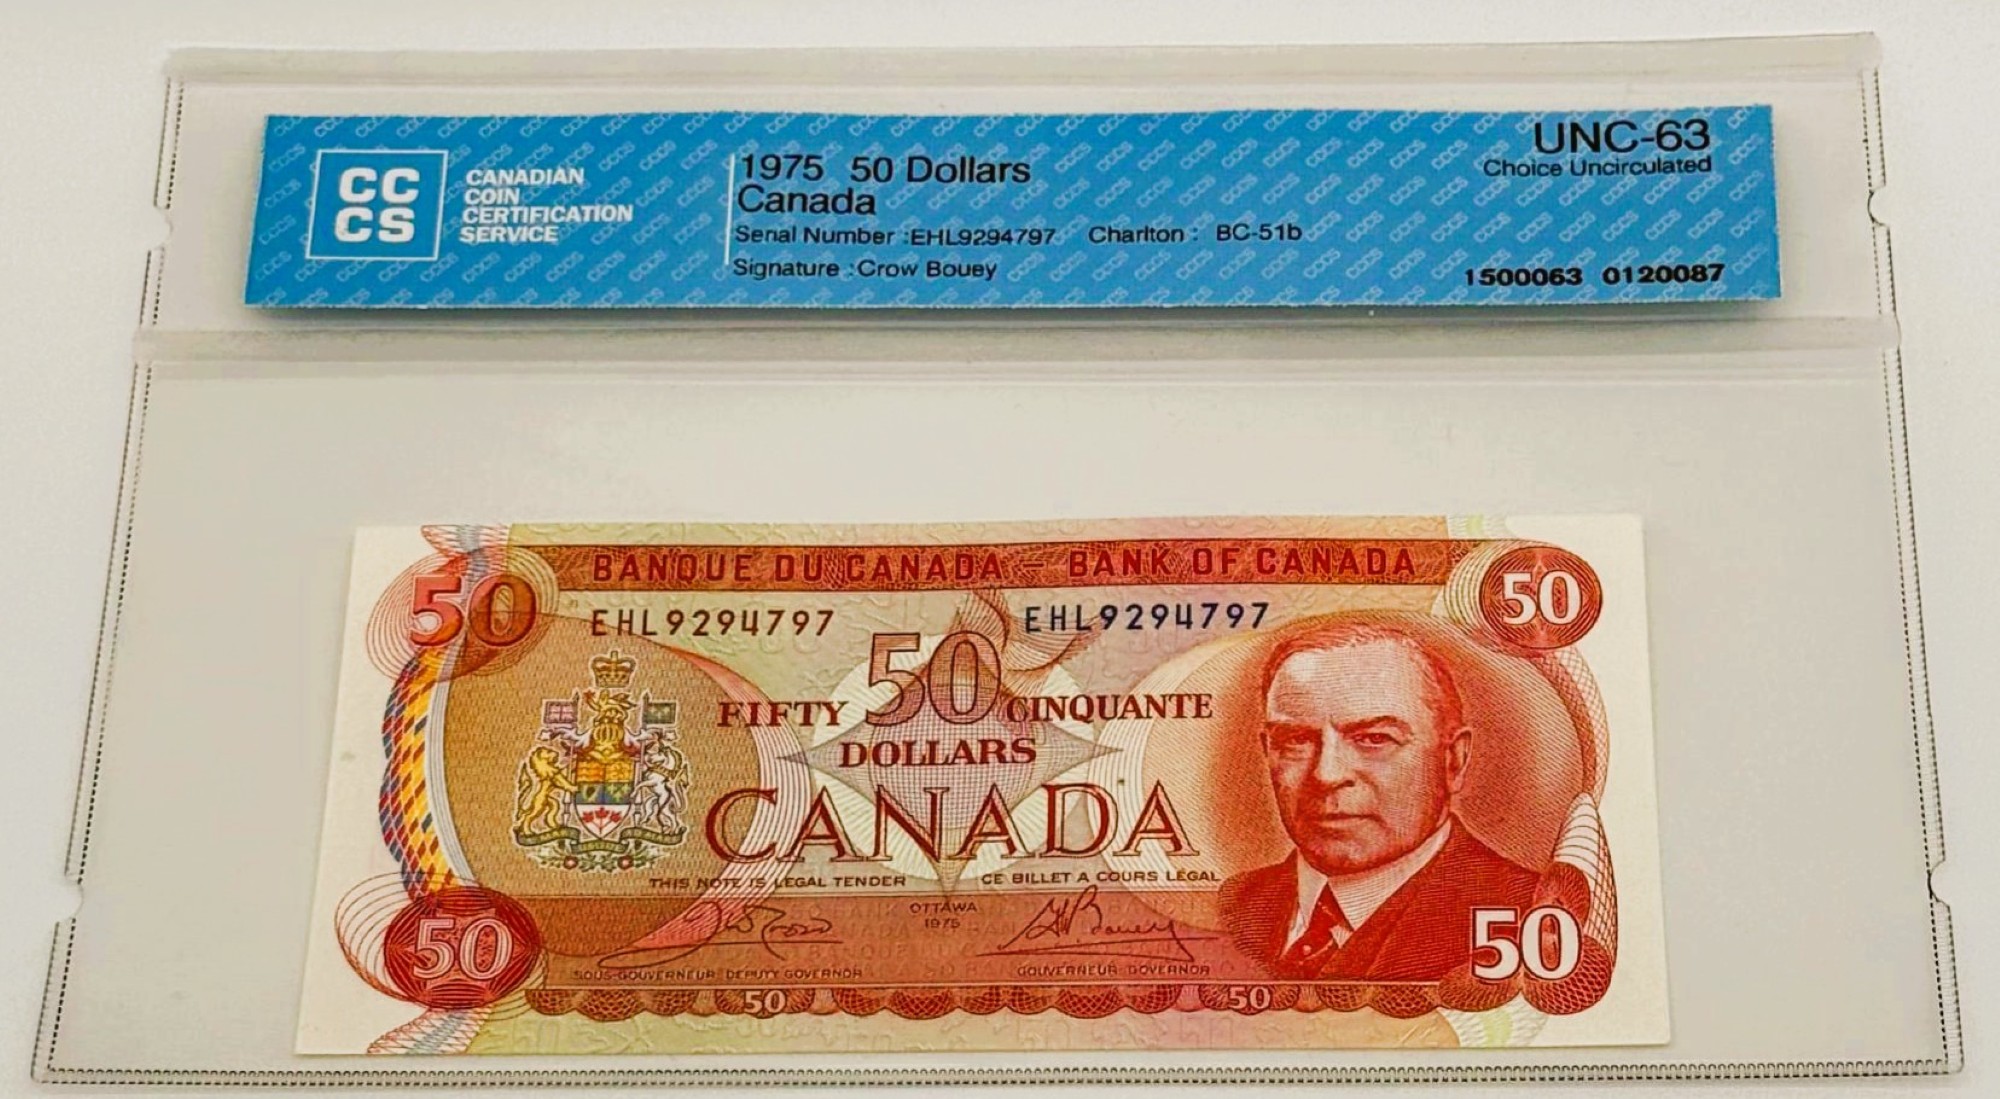 CC
CS
CANADIAN
COIN
CERTIFICATION
SERVICE
1975 50 Dollars
Canada
Serial Number :EHL9294797 Charlton : BC-51b
Signature :Crow Bouey
UNC-63
Choice Uncirculated
1500063 0120087
BANQUE DU CANADA - BANK OF CANADA
50
50
EHL9294797
EHL9294797
50
FIFTY
CINQUANTE
DOLLARS
CANADA
THIS NOTE IS LEGAL TENDER
CE BILLET A COURS LÉGAL
OTTAWA
1975
SOUS-GOUVERNEUR DEPUTY GOVERNOR
GOUVERNEUR GOVERNOR
50
50
50
50